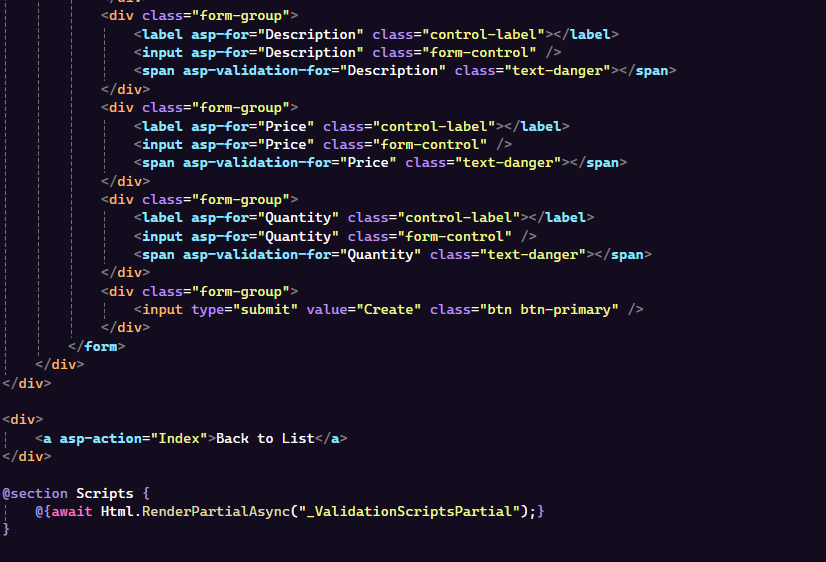 </div>
<div class="form-group">
<label asp-for="Description" class="control-label"></label>
<input asp-for="Description" class="form-control" />
<span asp-validation-for="Description" class="text-danger"></span>
</div>
<div class="form-group">
<label asp-for="Price" class="control-label"></label>
<input asp-for="Price" class="form-control" />
<span asp-validation-for="Price" class="text-danger"></span>
</div>
<div class="form-group">
<label asp-for="Quantity" class="control-label"></label>
<input asp-for="Quantity" class="form-control" />
<span asp-validation-for="Quantity" class="text-danger"></span>
</div>
<div class="form-group">
<input type="submit" value="Create" class="btn btn-primary" />
</div>
</form>
</div>
</div>
<div>
<a asp-action="Index">Back to List</a>
</div>
@section Scripts {
@{await Html.RenderPartialAsync("_ValidationScriptsPartial");}
}